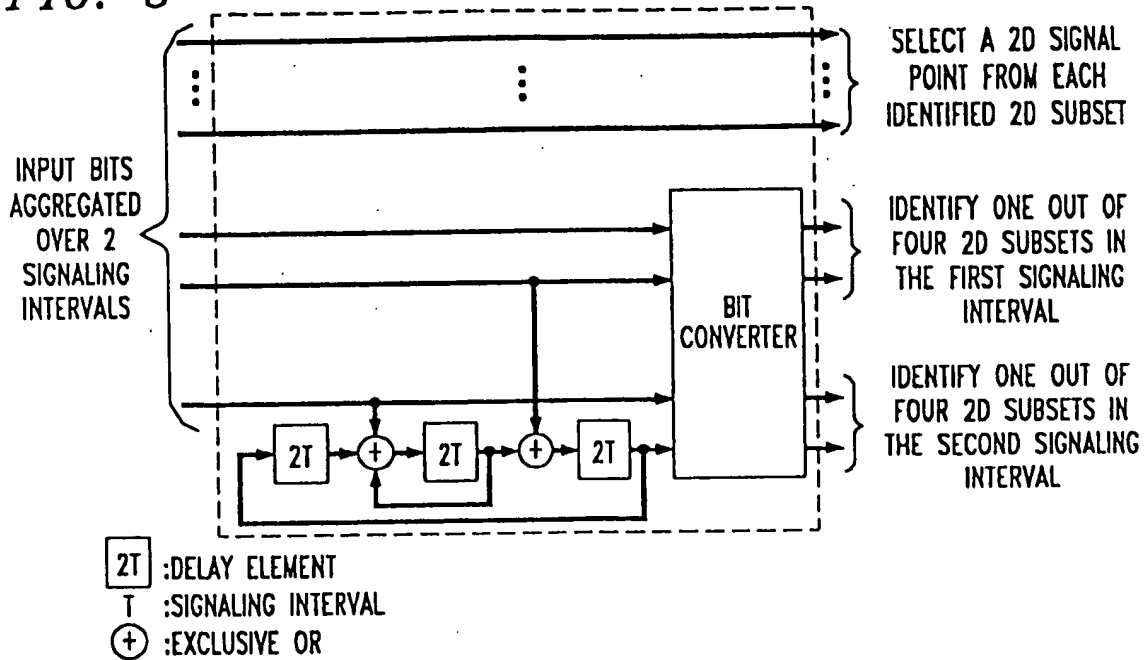 FIG.
SELECT A 2D SIGNAL
POINT FROM EACH
IDENTIFIED 2D SUBSET
INPUT BITS
AGGREGATED
OVER 2
SIGNALING
INTERVALS
IDENTIFY ONE OUT OF
FOUR 2D SUBSETS IN
THE FIRST SIGNALING
INTERVAL
BIT
CONVERTER
IDENTIFY ONE OUT OF
FOUR 2D SUBSETS IN
THE SECOND SIGNALING
INTERVAL
2T + 2T + 2T
2T :DELAY ELEMENT
T :SIGNALING INTERVAL
+ :EXCLUSIVE OR